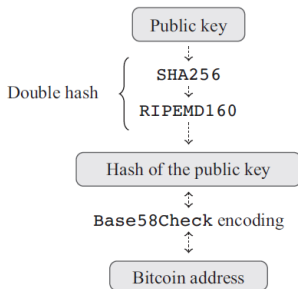 Public key
SHA256
Double hash
RIPEMD160
Hash of the public key
Base58Check encoding
Bitcoin address